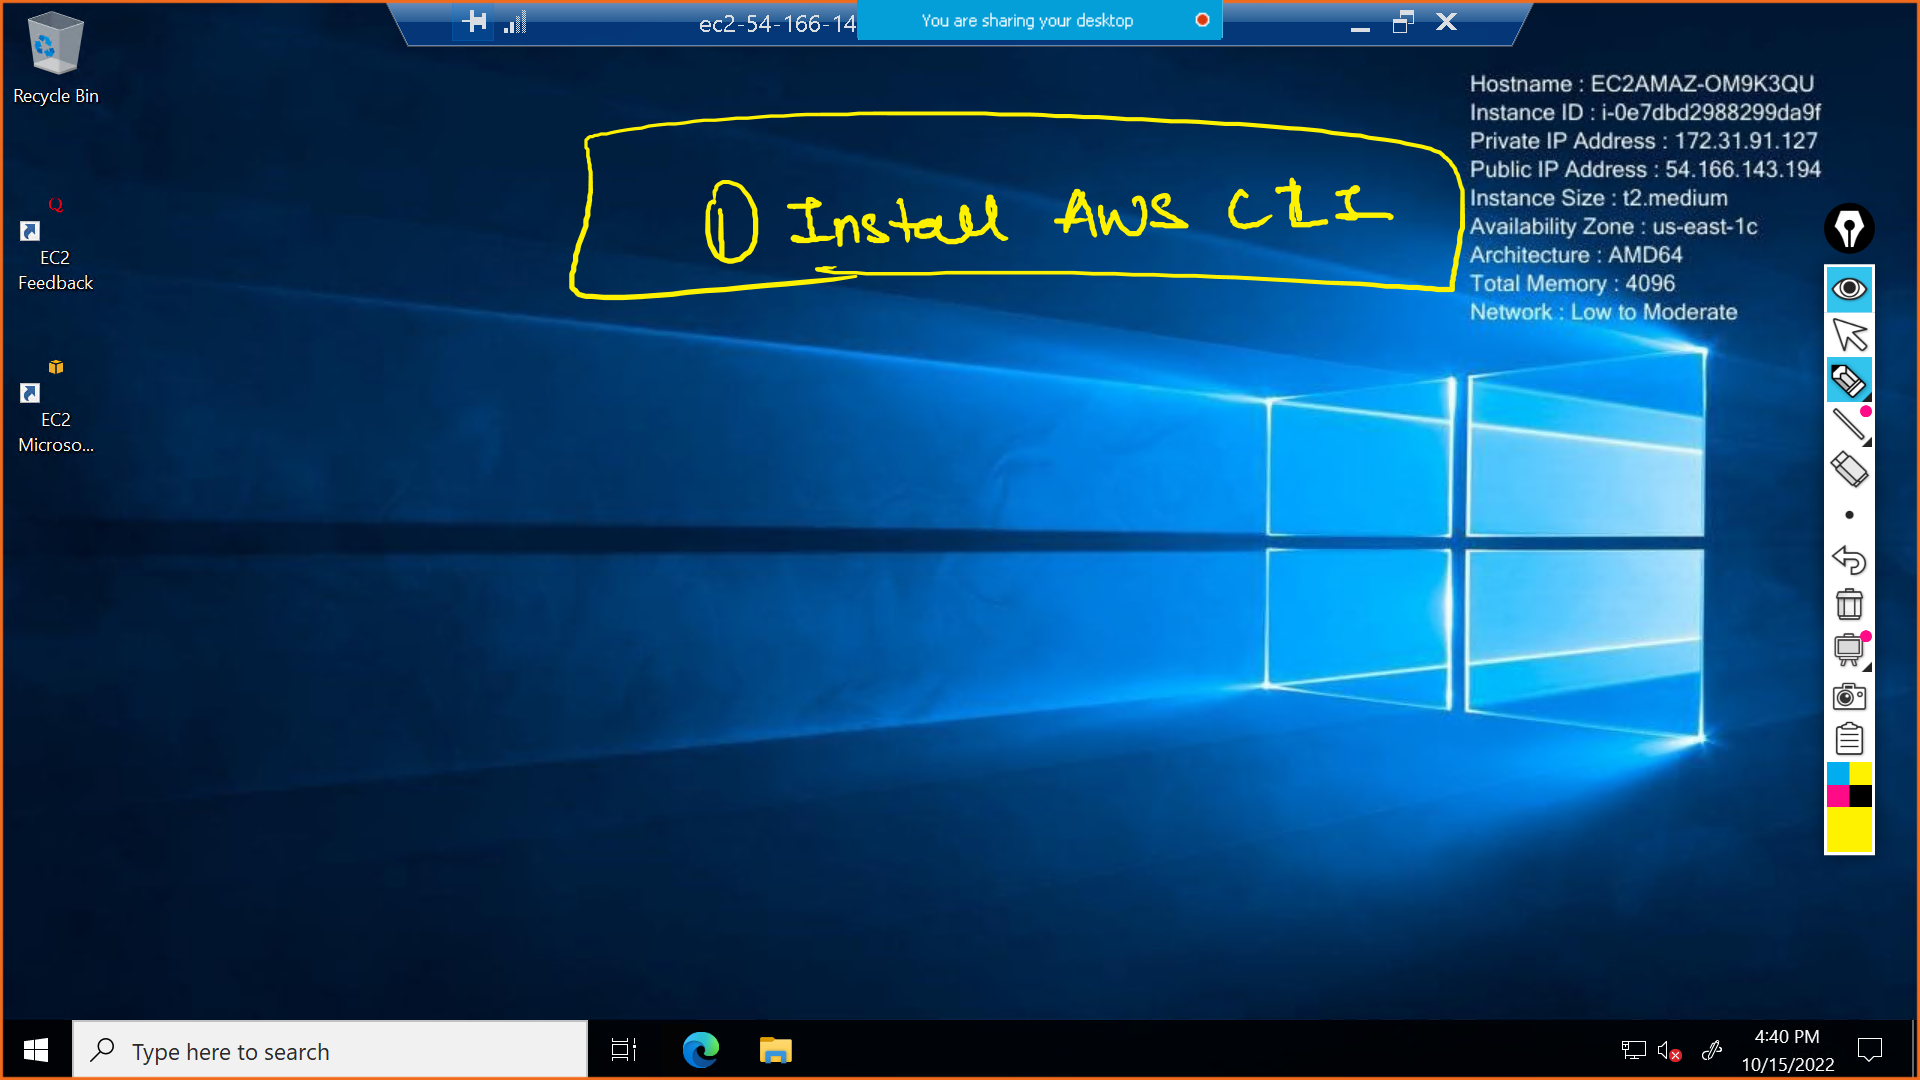 ec2-54-166-14
You are sharing your desktop
Recycle Bin
Hostname : EC2AMAZ-OM9K3QU
Instance ID : i-0e7dbd2988299da9f
Private IP Address : 172.31.91.127
Public IP Address : 54.166.143.194
Instance Size : t2.medium
Availability Zone : us-east-1c
Architecture : AMD64
Total Memory : 4096
Network : Low to Moderate
① Install AWS CLI
Q
EC2
Feedback
EC2
Microso...
Type here to search
4:40 PM
10/15/2022